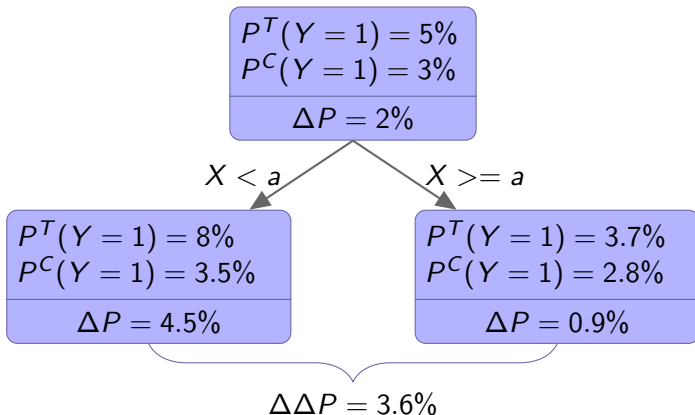 P^T(Y = 1) = 5%
P^C(Y = 1) = 3%
ΔP = 2%
X < a
X >= a
P^T(Y = 1) = 8%
P^C(Y = 1) = 3.5%
ΔP = 4.5%
P^T(Y = 1) = 3.7%
P^C(Y = 1) = 2.8%
ΔP = 0.9%
ΔΔP = 3.6%